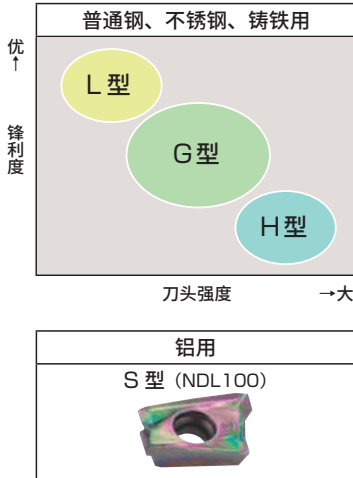 普通钢、不锈钢、铸铁用
优
↑
锋利度
L型
G型
H型
刀头强度 →大
铝用
S 型（NDL100）